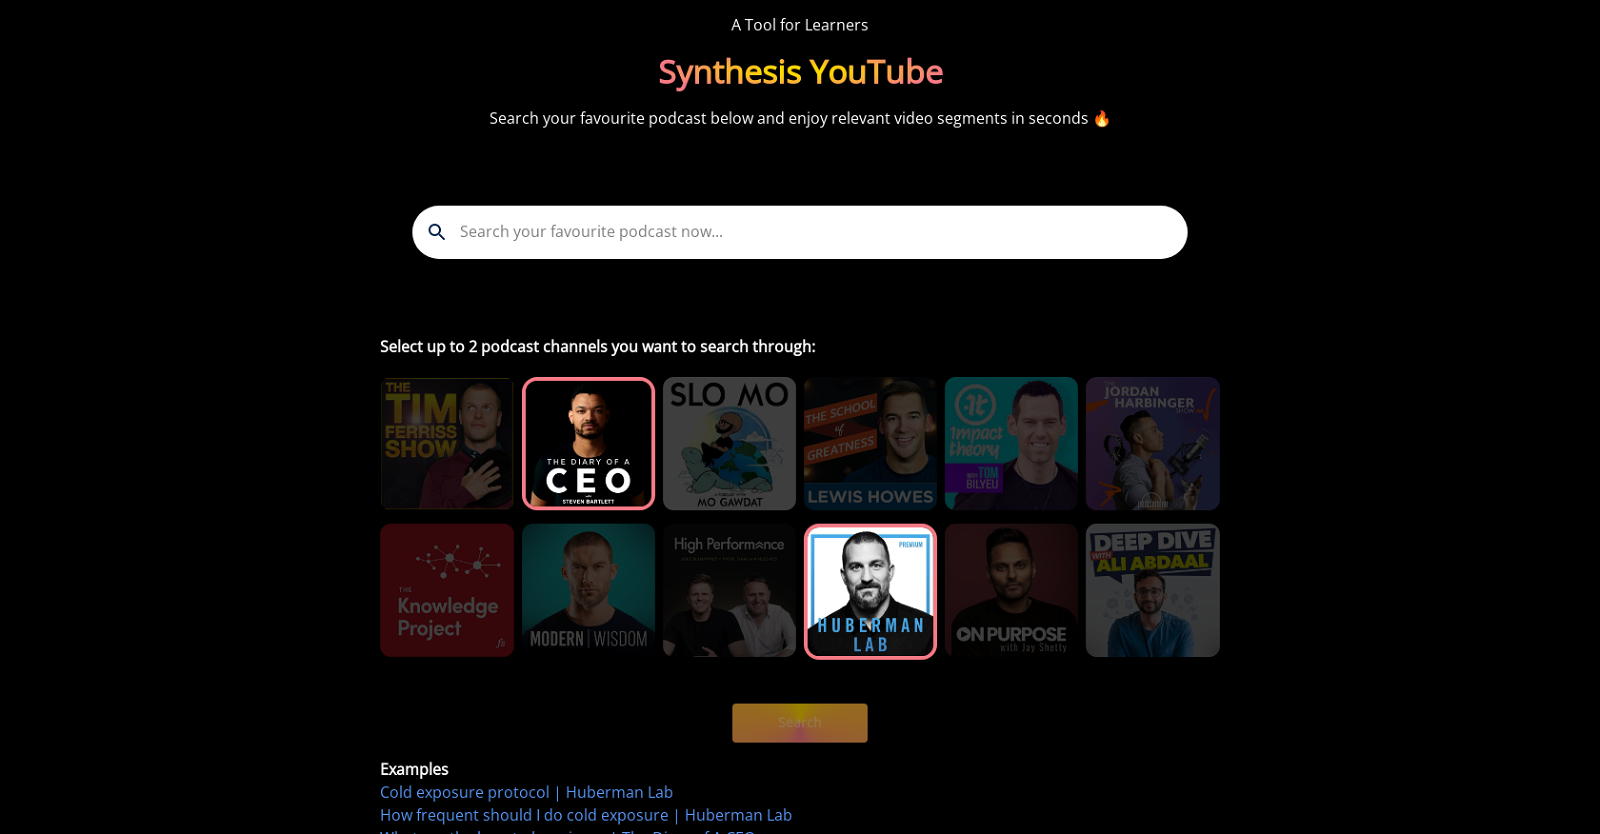 A Tool for Learners
Synthesis YouTube
Search your favourite podcast below and enjoy relevant video segments in seconds 🔥
Search your favourite podcast now...
Select up to 2 podcast channels you want to search through:
THE
TIM
FERRISS
SHOW
THE DIARY OF A
CEO
WITH
STEVEN BARTLETT
SLO MO
A PODCAST WITH
MO GAWDAT
THE SCHOOL
of
GREATNESS
LEWIS HOWES
impact
theory
WITH TOM
BILYEU
THE
JORDAN
HARBINGER
SHOW
THE
Knowledge
Project
fs
MODERN | WISDOM
High Performance
PREMIUM
HUBERMAN
LAB
ON PURPOSE
with Jay Shetty
DEEP DIVE
WITH
ALI ABDAAL
Search
Examples
Cold exposure protocol | Huberman Lab
How frequent should I do cold exposure | Huberman Lab